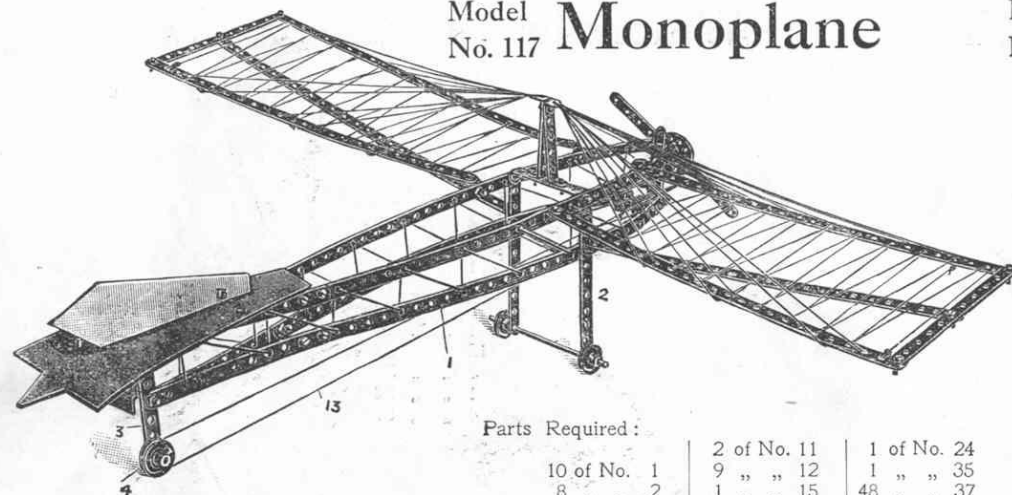 Model
No. 117 Monoplane
2
1
13
3
4
Parts Required:
10 of No. 1
8 2
2 of No. 11
9 „ „ 12
1 15
1 of No. 24
1 „ „ 35
48 37